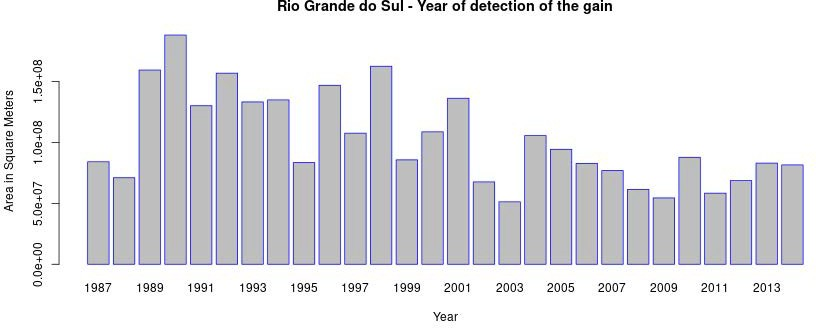 Rio Grande do Sul - Year of detection of the gain
Area in Square Meters
1.5e+08
1.0e+08
5.0e+07
0.0e+00
1987 1989 1991 1993 1995 1997 1999 2001 2003 2005 2007 2009 2011 2013
Year